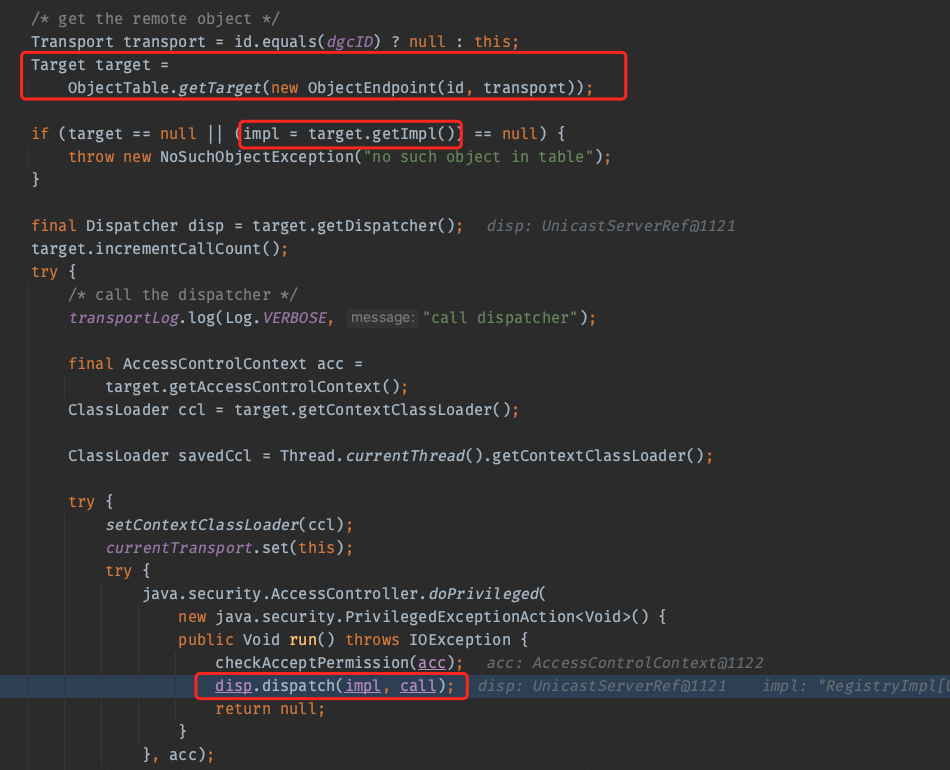 /* get the remote object */
Transport transport = id.equals(dgcID) ? null : this;
Target target =
ObjectTable.getTarget(new ObjectEndpoint(id, transport));
if (target == null || (impl = target.getImpl()) == null) {
throw new NoSuchObjectException("no such object in table");
}
final Dispatcher disp = target.getDispatcher(); disp: UnicastServerRef@1121
target.incrementCallCount();
try {
/* call the dispatcher */
transportLog.log(Log.VERBOSE, message: "call dispatcher");
final AccessControlContext acc =
target.getAccessControlContext();
ClassLoader ccl = target.getContextClassLoader();
ClassLoader savedCcl = Thread.currentThread().getContextClassLoader();
try {
setContextClassLoader(ccl);
currentTransport.set(this);
try {
java.security.AccessController.doPrivileged(
new java.security.PrivilegedExceptionAction<Void>() {
public Void run() throws IOException {
checkAcceptPermission(acc); acc: AccessControlContext@1122
disp.dispatch(impl, call); disp: UnicastServerRef@1121 impl: "RegistryImpl[
return null;
}
}, acc);